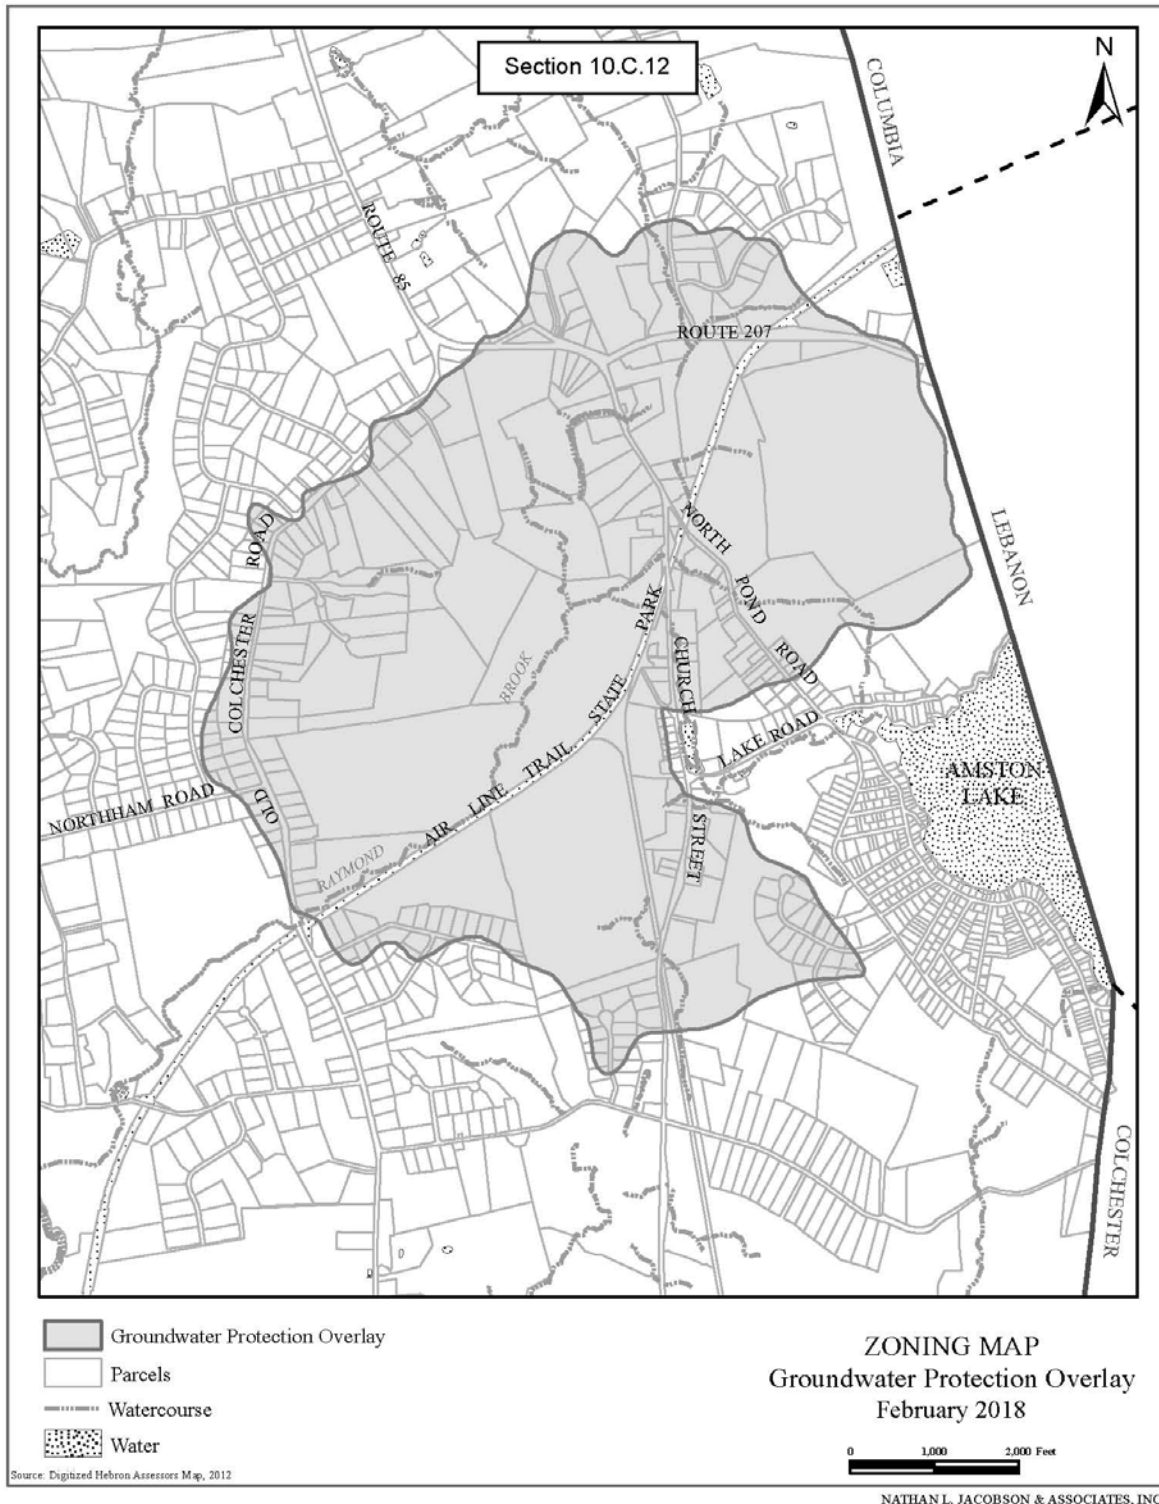 Section 10.C.12
N
COLUMBIA
ROUTE 85
ROUTE 207
ROAD
NORTH
POND
ROAD
LEBANON
PARK
COLCHESTER
CHURCH
BROOK
STATE
LAKE ROAD
TRAIL
AMSTON
LAKE
NORTHHAM ROAD
OLD
LINE
AIR
STREET
RAYMOND
COLCHESTER
Groundwater Protection Overlay
Parcels
Watercourse
Water
ZONING MAP
Groundwater Protection Overlay
February 2018
0 1,000 2,000 Feet
Source: Digitized Hebron Assessors Map, 2012
NATHAN L. JACOBSON & ASSOCIATES, INC